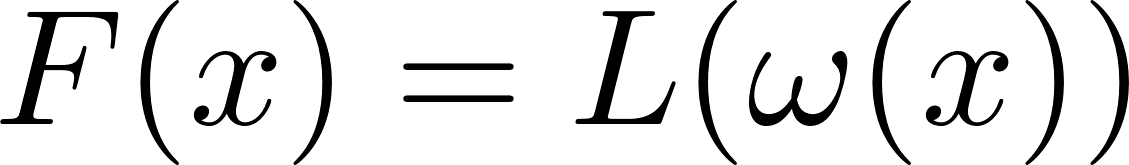 F(x) = L(ω(x))